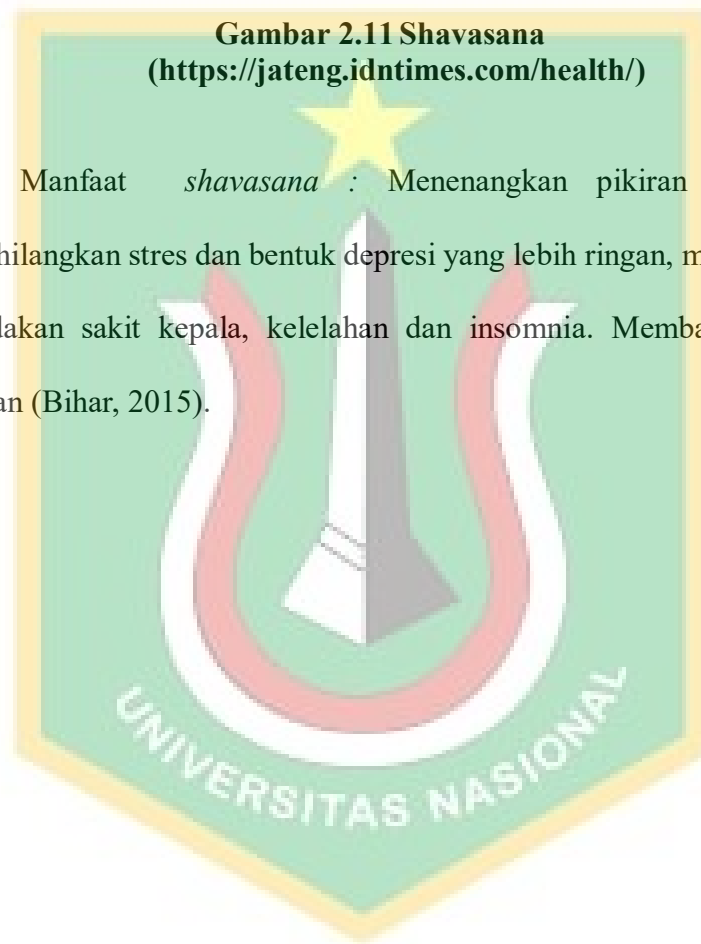 Gambar 2.11 Shavasana
(https://jateng.idntimes.com/health/)
Manfaat shavasana : Menenangkan pikiran
hilangkan stres dan bentuk depresi yang lebih ringan, m
dakan sakit kepala, kelelahan dan insomnia. Memba
an (Bihar, 2015).
UNIVERSITAS NASIONAL